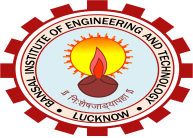 BANSAL INSTITUTE OF ENGINEERING AND TECHNOLOGY
LUCKNOW